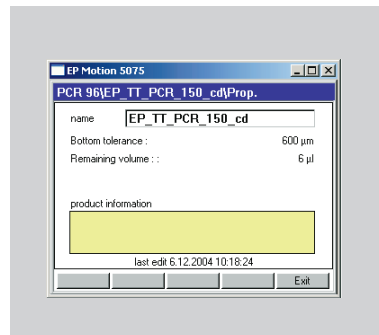 EP Motion 5075
PCR 96\EP_TT_PCR_150_cd\Prop.
name EP_TT_PCR_150_cd
Bottom tolerance : 600 µm
Remaining volume : : 6 µl
product information
last edit 6.12.2004 10:18:24
Exit